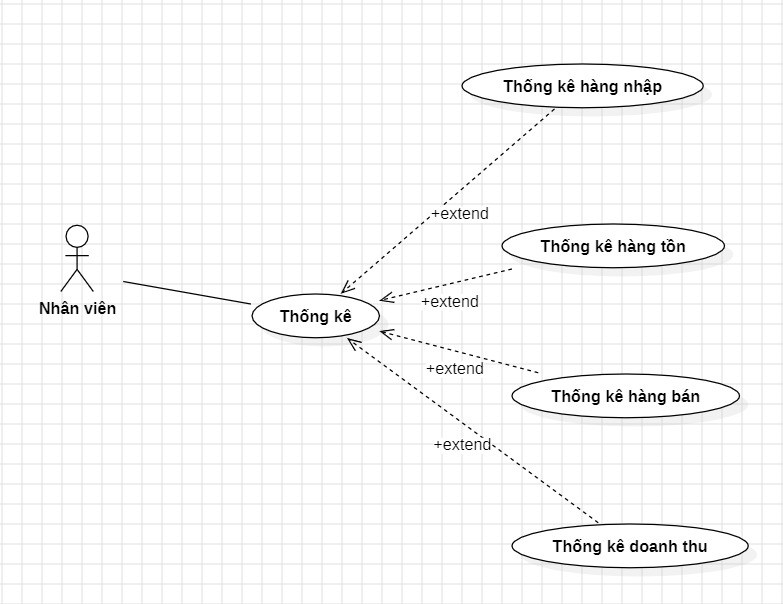 Thống kê hàng nhập
+extend
Thống kê hàng tồn
+extend
Nhân viên
Thống kê
+extend
Thống kê hàng bán
+extend
Thống kê doanh thu